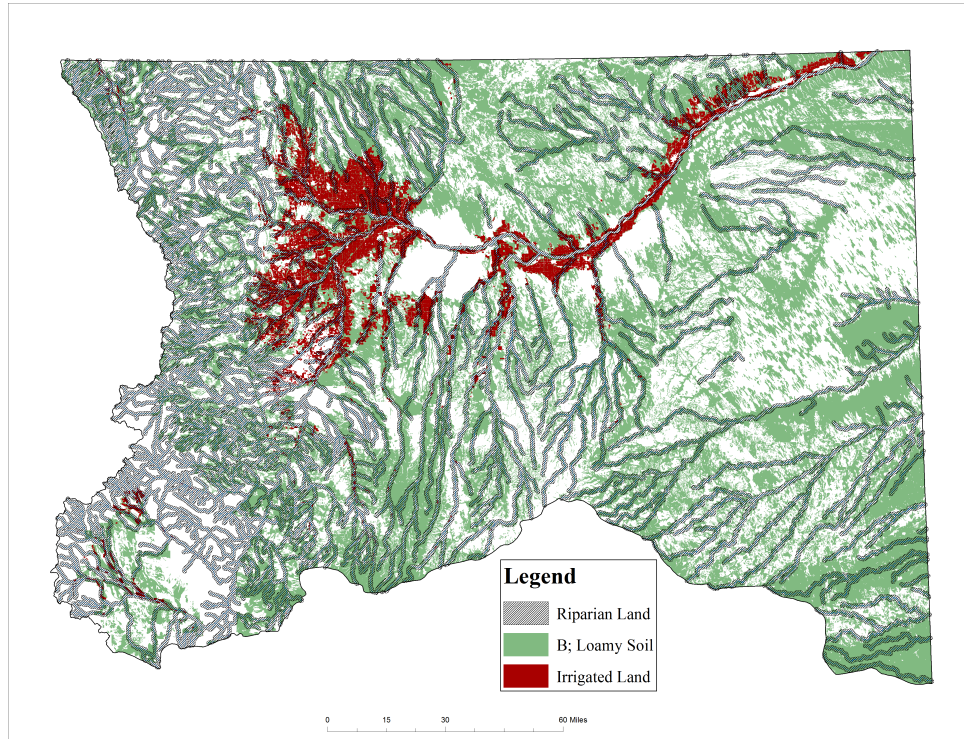 Legend
Riparian Land
B; Loamy Soil
Irrigated Land
0 15 30 60 Miles